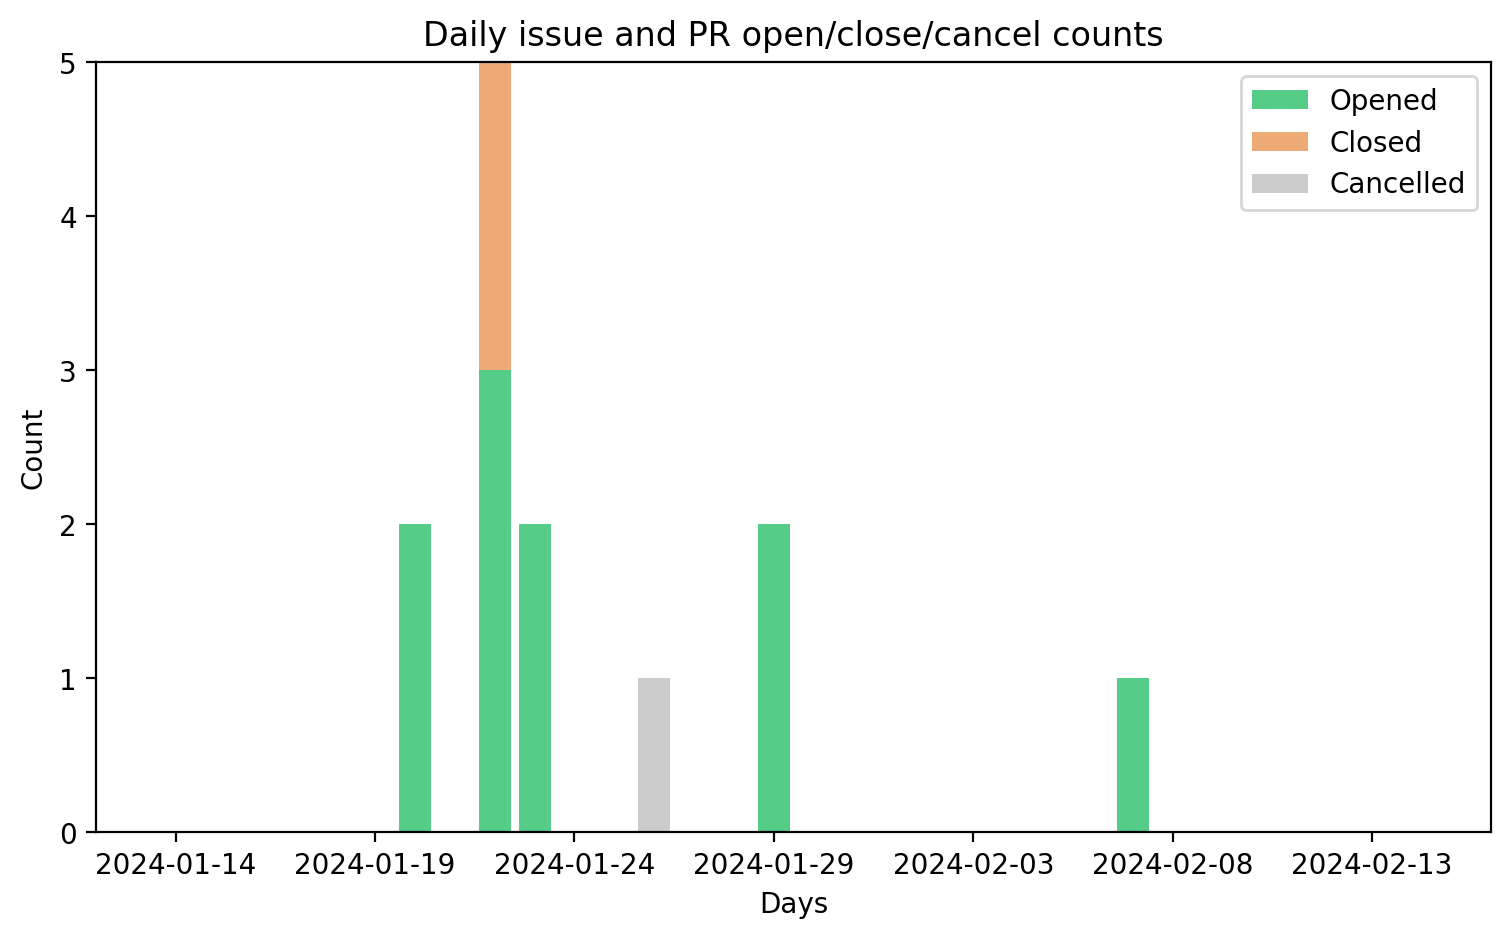 Daily issue and PR open/close/cancel counts
Opened
Closed
Cancelled
5
4
3
2
1
0
Count
2024-01-14 2024-01-19 2024-01-24 2024-01-29 2024-02-03 2024-02-08 2024-02-13
Days